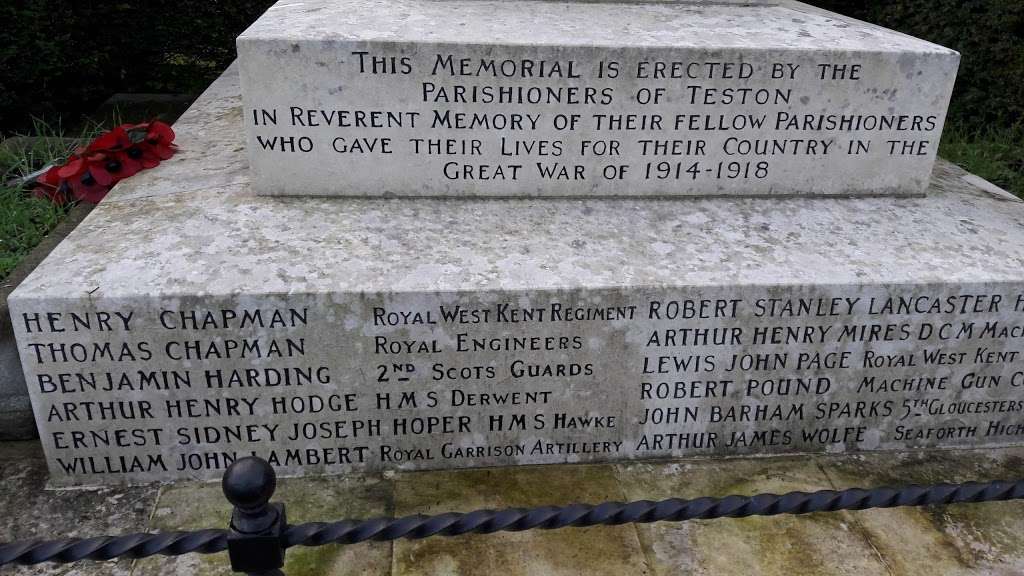 THIS MEMORIAL IS ERECTED BY THE
PARISHIONERS OF TESTON
IN REVERENT MEMORY OF THEIR FELLOW PARISHIONERS
WHO GAVE THEIR LIVES FOR THEIR COUNTRY IN THE
GREAT WAR OF 1914-1918
HENRY CHAPMAN ROYAL WEST KENT REGIMENT
THOMAS CHAPMAN ROYAL ENGINEERS
BENJAMIN HARDING 2ND SCOTS GUARDS
ARTHUR HENRY HODGE HMS DERWENT
ERNEST SIDNEY JOSEPH HOPER HMS HAWKE
WILLIAM JOHN LAMBERT ROYAL GARRISON ARTILLERY
ROBERT STANLEY LANCASTER
ARTHUR HENRY MIRES DCM
LEWIS JOHN PAGE ROYAL WEST KENT
ROBERT POUND MACHINE GUN
JOHN BARHAM SPARKS 5TH GLOUCESTERS
ARTHUR JAMES WOLFE SEAFORTH